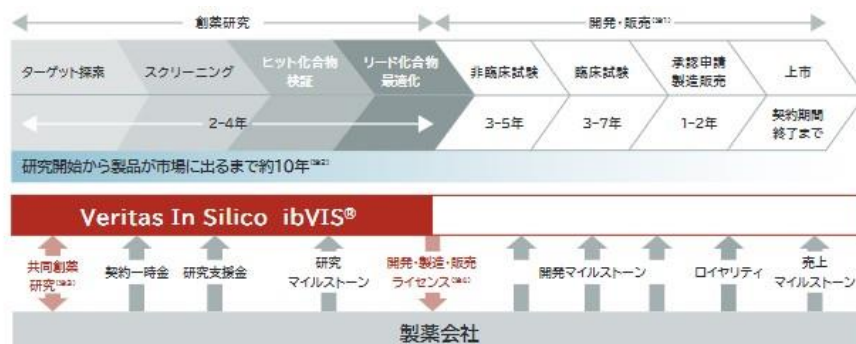 創薬研究
開発・販売(注1)
ターゲット探索
スクリーニング
ヒット化合物
検証
リード化合物
最適化
非臨床試験
臨床試験
承認申請
製造販売
上市
2-4年
3-5年
3-7年
1-2年
契約期間
終了まで
研究開始から製品が市場に出るまで約10年(注2)
Veritas In Silico ibVIS®
共同創薬
研究(注3)
契約一時金
研究支援金
研究
マイルストーン
開発・製造・販売
ライセンス(注4)
開発マイルストーン
ロイヤリティ
売上
マイルストーン
製薬会社